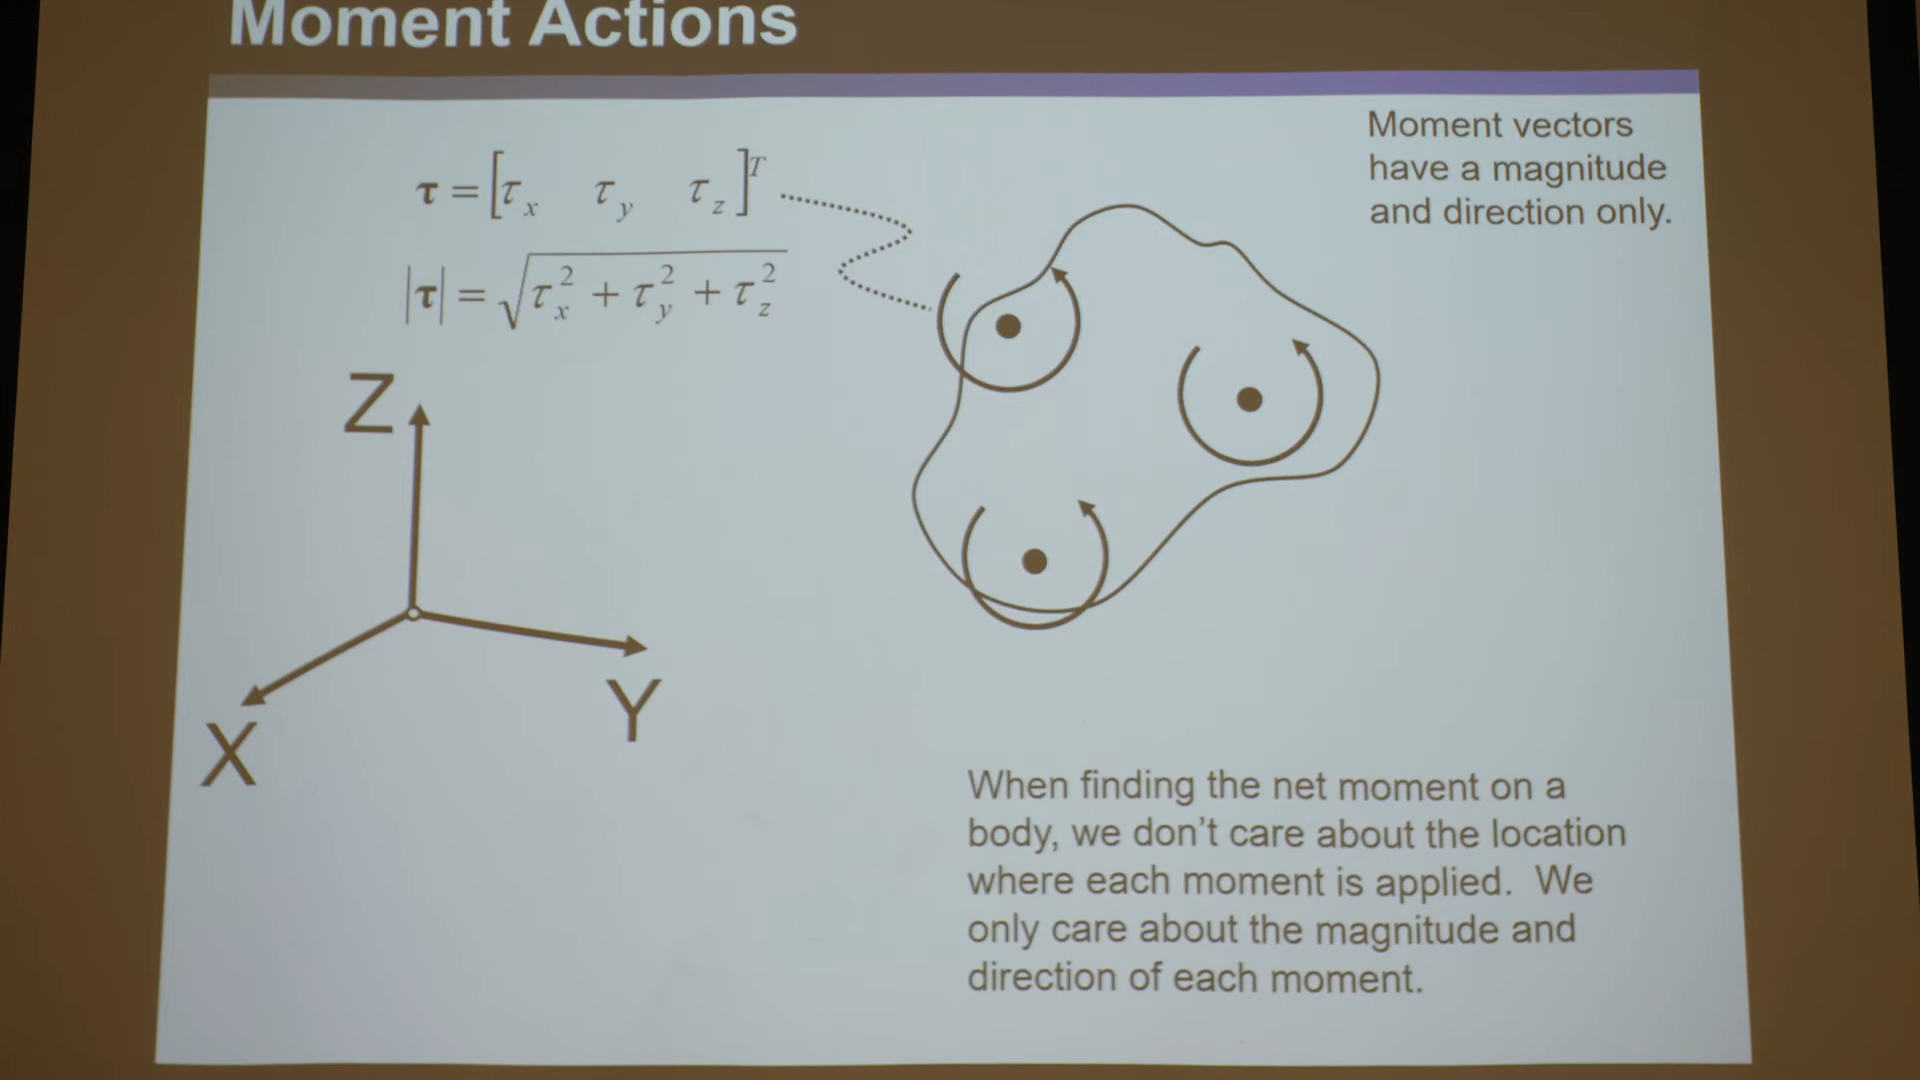 Moment Actions
Moment vectors
have a magnitude
and direction only.
τ = [τx τy τz]^T
|τ| = √(τx² + τy² + τz²)
Z
Y
X
When finding the net moment on a
body, we don't care about the location
where each moment is applied. We
only care about the magnitude and
direction of each moment.